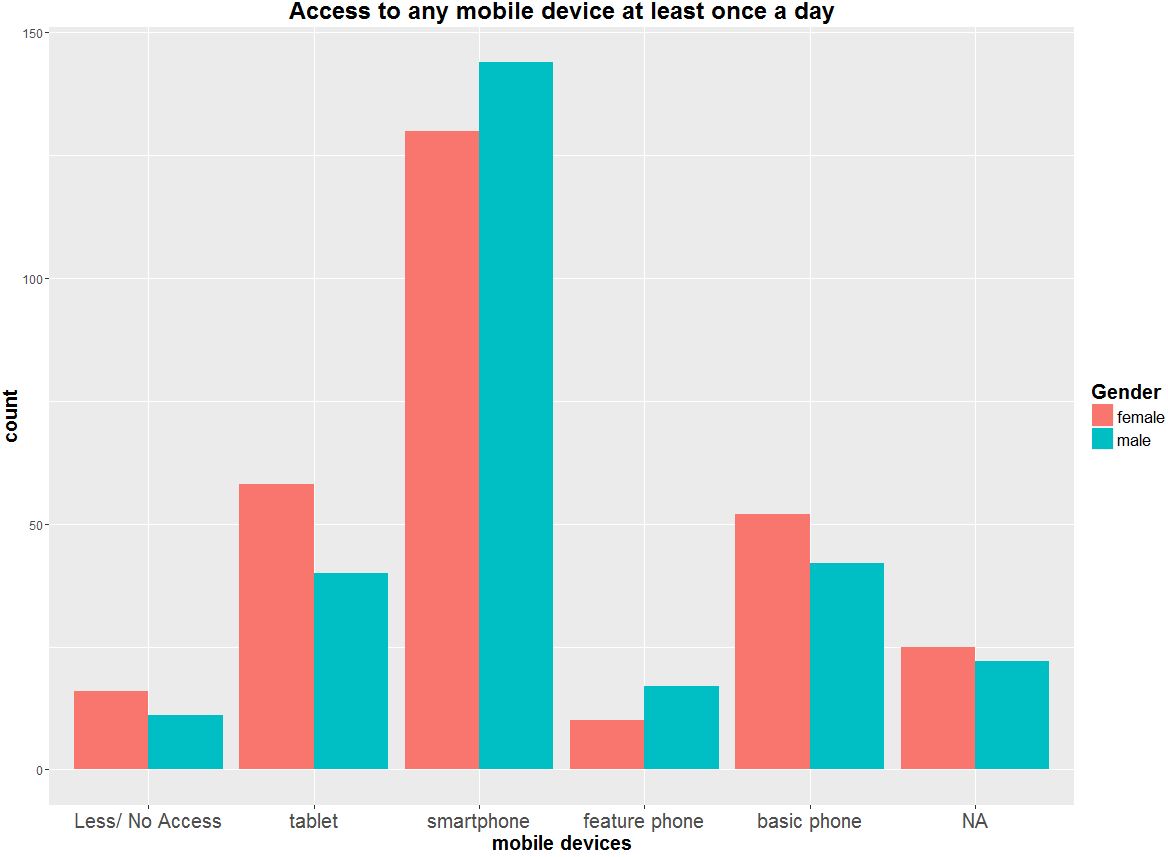 Access to any mobile device at least once a day
150
100
50
0
count
Less/ No Access tablet smartphone feature phone basic phone NA
mobile devices
Gender
female
male